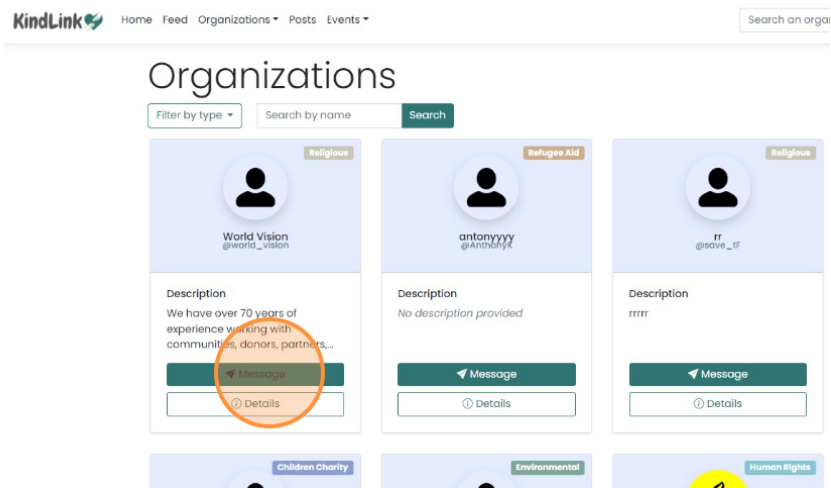 KindLink Home Feed Organizations Posts Events Search an orga
Organizations
Filter by type Search by name Search
Religious Refugee Aid Religious
World Vision antonyyyy rr
@world_vision @AnthonyK @save_tF
Description Description Description
We have over 70 years of No description provided rrrrr
experience working with
communities, donors, partners,...
Message Message Message
Details Details Details
Children Charity Environmental Human Rights